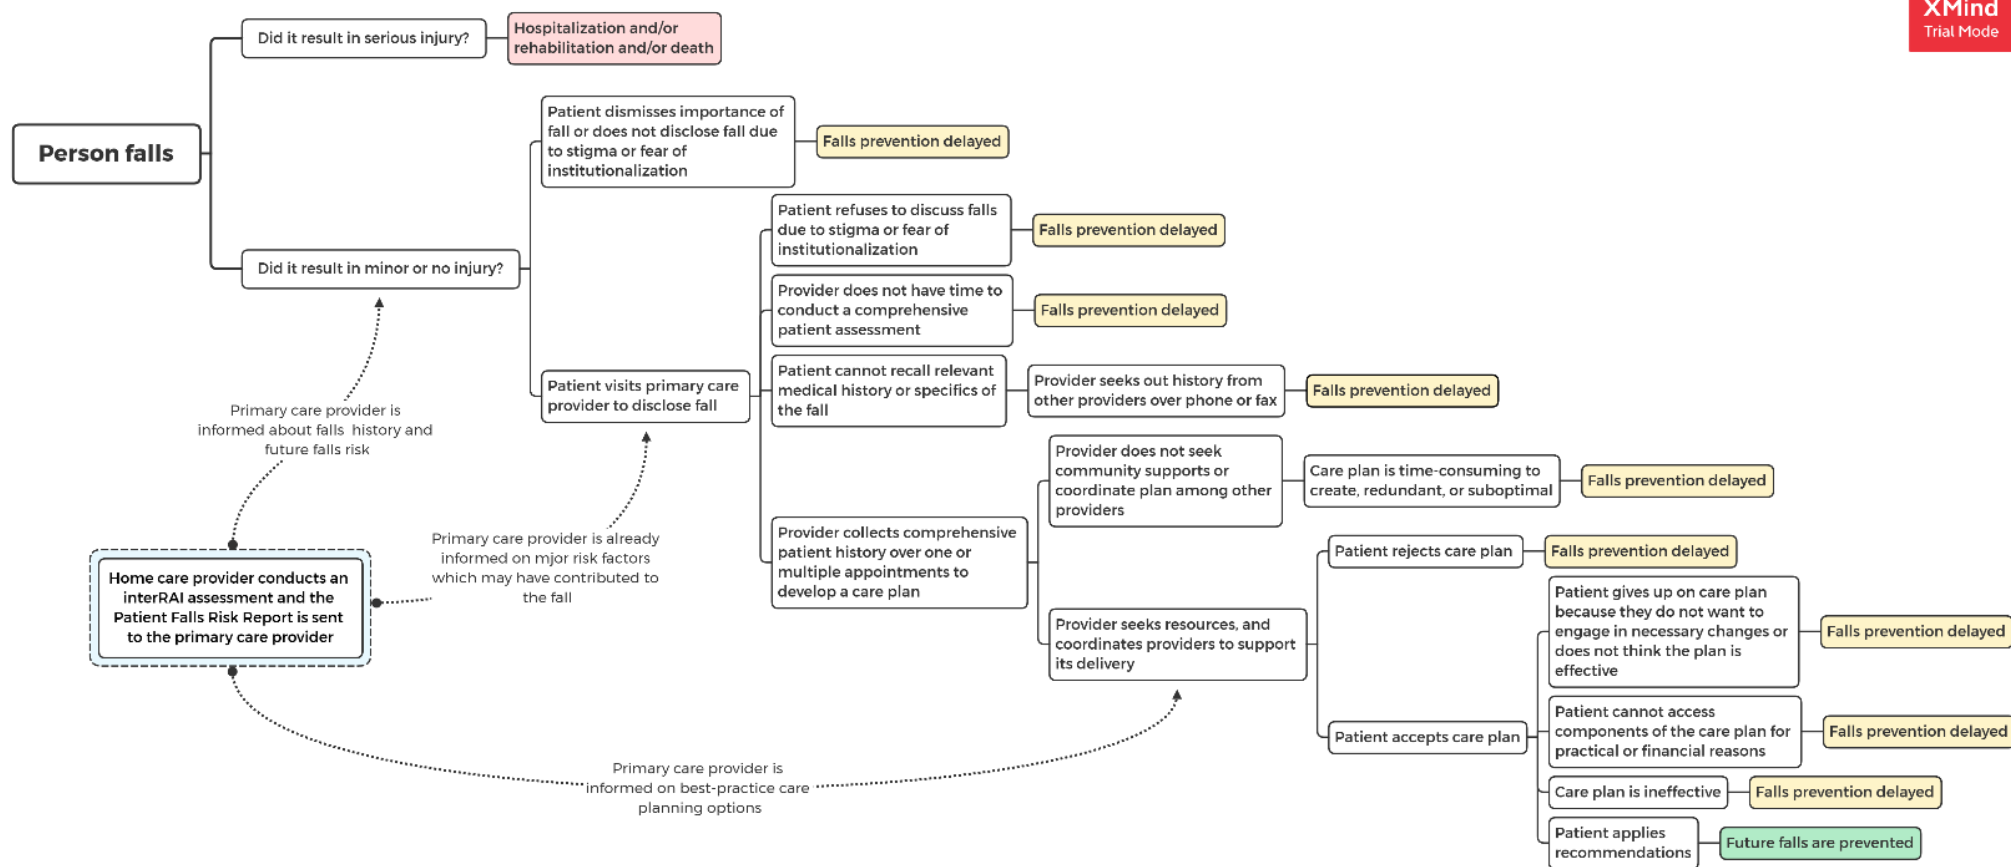 XMind
Trial Mode
Person falls
Did it result in serious injury?
Hospitalization and/or
rehabilitation and/or death
Did it result in minor or no injury?
Patient dismisses importance of
fall or does not disclose fall due
to stigma or fear of
institutionalization
Falls prevention delayed
Patient visits primary care
provider to disclose fall
Patient refuses to discuss falls
due to stigma or fear of
institutionalization
Falls prevention delayed
Provider does not have time to
conduct a comprehensive
patient assessment
Falls prevention delayed
Patient cannot recall relevant
medical history or specifics of
the fall
Provider seeks out history from
other providers over phone or fax
Falls prevention delayed
Provider collects comprehensive
patient history over one or
multiple appointments to
develop a care plan
Provider does not seek
community supports or
coordinate plan among other
providers
Care plan is time-consuming to
create, redundant, or suboptimal
Falls prevention delayed
Provider seeks resources, and
coordinates providers to support
its delivery
Patient rejects care plan
Falls prevention delayed
Patient accepts care plan
Patient gives up on care plan
because they do not want to
engage in necessary changes or
does not think the plan is
effective
Falls prevention delayed
Patient cannot access
components of the care plan for
practical or financial reasons
Falls prevention delayed
Care plan is ineffective
Falls prevention delayed
Patient applies
recommendations
Future falls are prevented
Primary care provider is
informed about falls history and
future falls risk
Primary care provider is already
informed on mjor risk factors
which may have contributed to
the fall
Home care provider conducts an
interRAI assessment and the
Patient Falls Risk Report is sent
to the primary care provider
Primary care provider is
informed on best-practice care
planning options